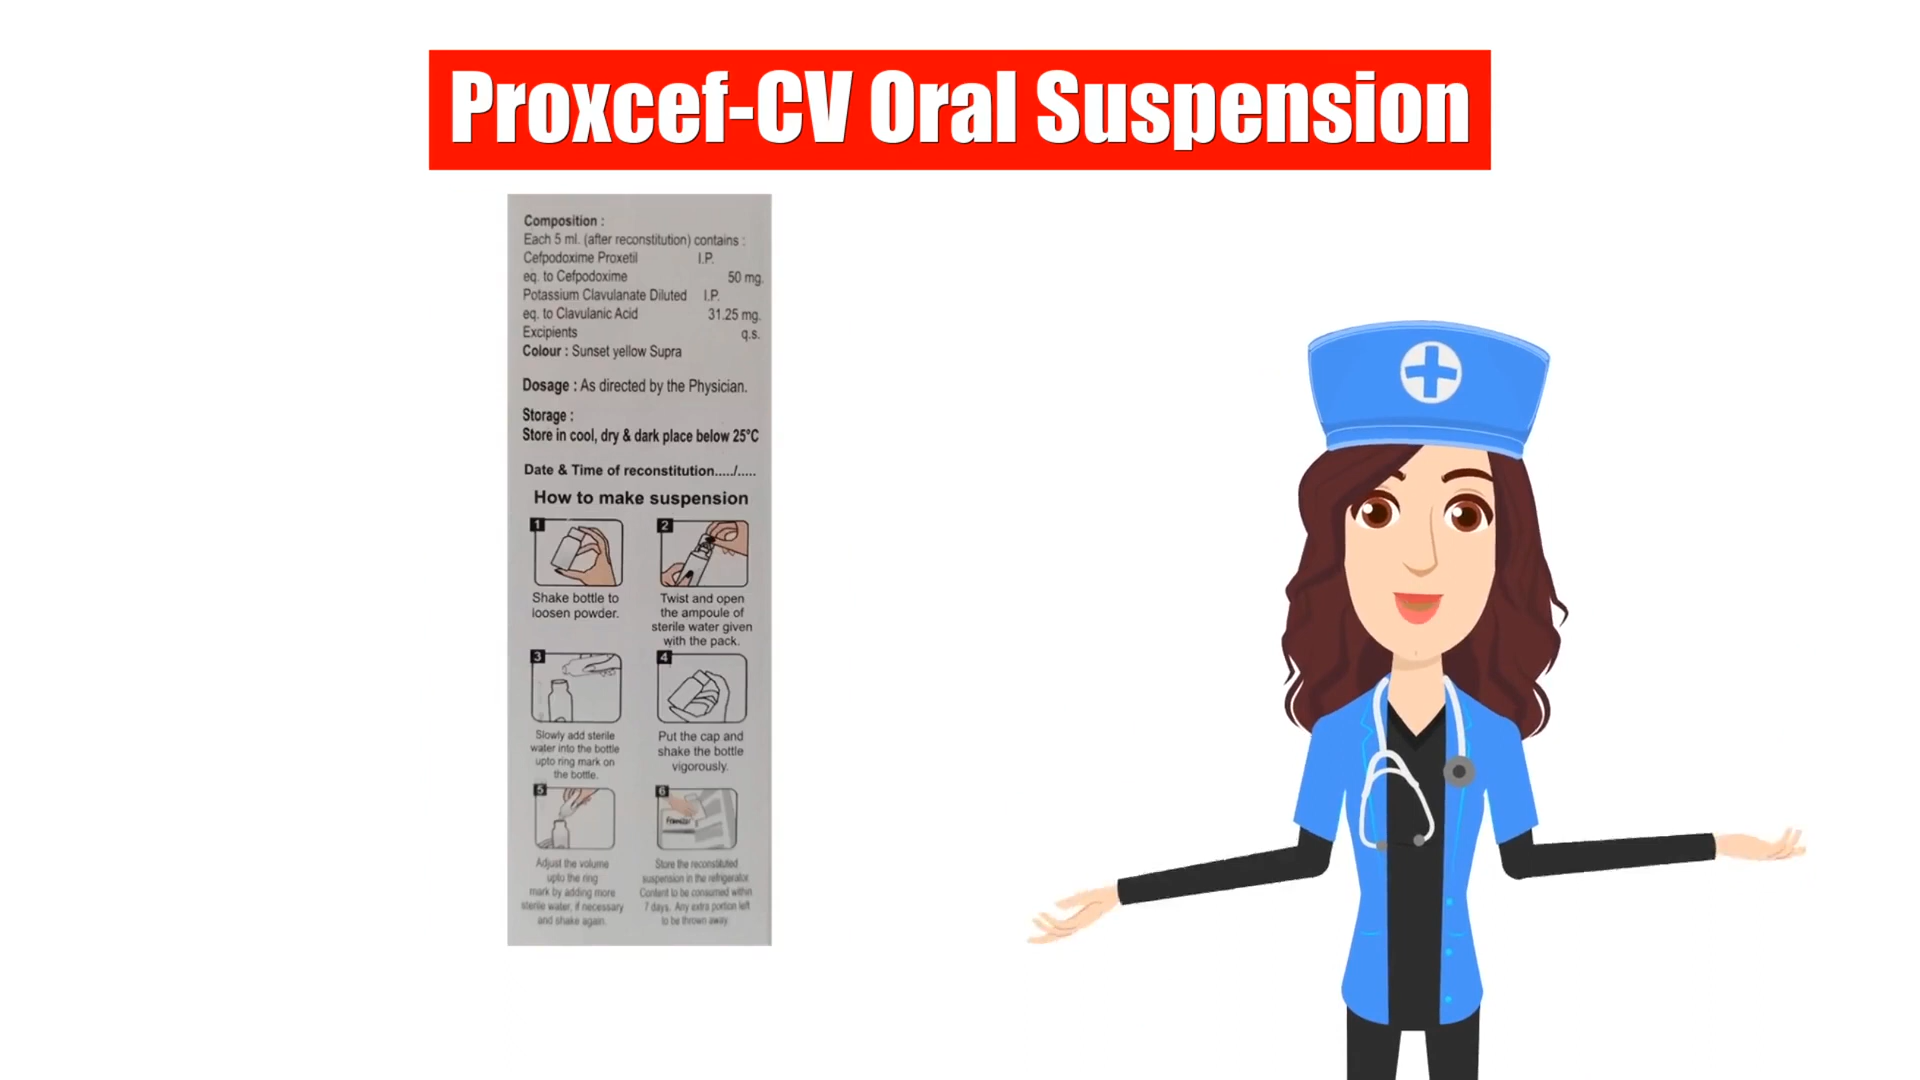 Proxcef-CV Oral Suspension
Composition :
Each 5 ml. (after reconstitution) contains :
Cefpodoxime Proxetil I.P.
eq. to Cefpodoxime 50 mg.
Potassium Clavulanate Diluted I.P.
eq. to Clavulanic Acid 31.25 mg.
Excipients q.s.
Colour : Sunset yellow Supra
Dosage : As directed by the Physician.
Storage :
Store in cool, dry & dark place below 25°C
Date & Time of reconstitution...../.....
How to make suspension
1
Shake bottle to
loosen powder.
2
Twist and open
the ampoule of
sterile water given
with the pack.
3
Slowly add sterile
water into the bottle
upto ring mark on
the bottle.
4
Put the cap and
shake the bottle
vigorously.
5
Adjust the volume
upto the ring
mark by adding more
sterile water, if necessary
and shake again.
6
Store the reconstituted
suspension in the refrigerator.
Content to be consumed within
7 days. Any extra portion left
to be thrown away.